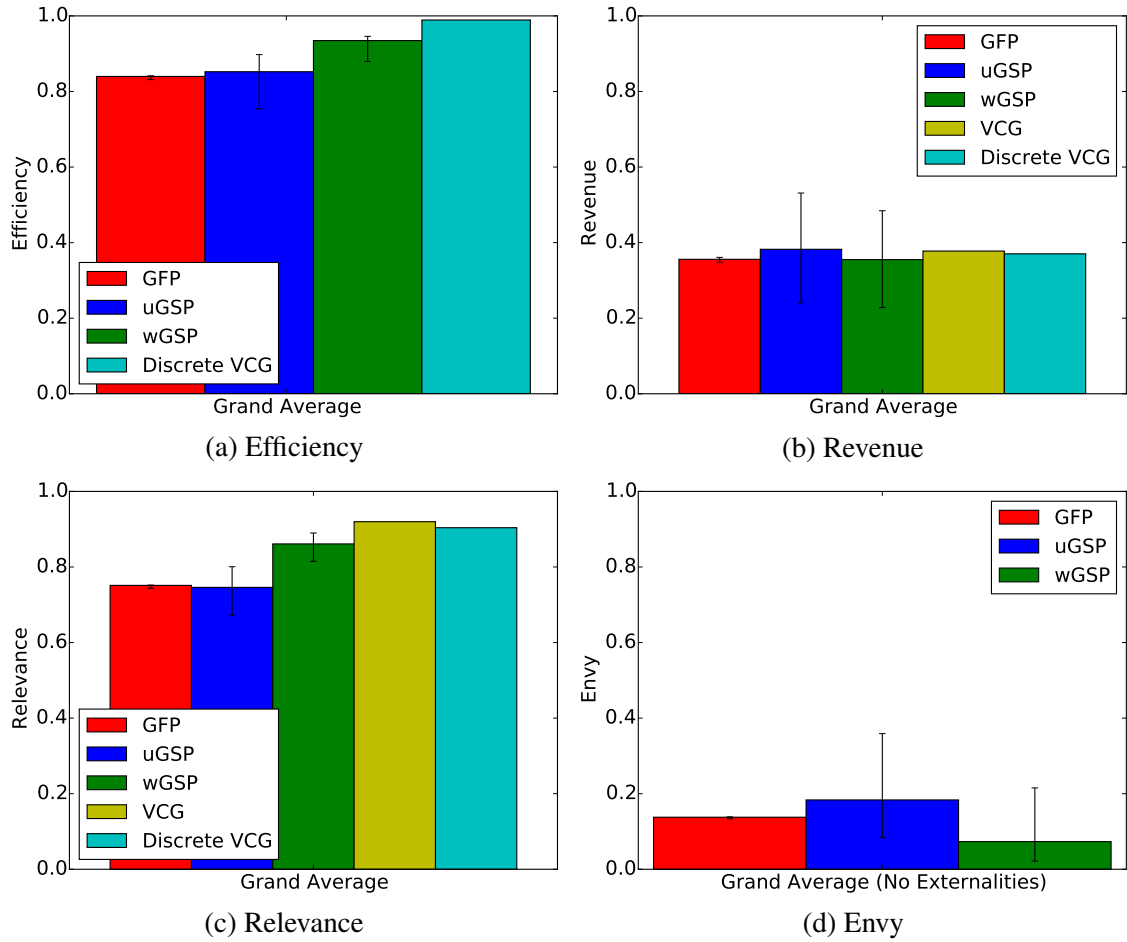 1.0
0.8
0.6
0.4
0.2
0.0
Efficiency
GFP
uGSP
wGSP
Discrete VCG
Grand Average
(a) Efficiency
1.0
0.8
0.6
0.4
0.2
0.0
Revenue
GFP
uGSP
wGSP
VCG
Discrete VCG
Grand Average
(b) Revenue
1.0
0.8
0.6
0.4
0.2
0.0
Relevance
GFP
uGSP
wGSP
VCG
Discrete VCG
Grand Average
(c) Relevance
1.0
0.8
0.6
0.4
0.2
0.0
Envy
GFP
uGSP
wGSP
Grand Average (No Externalities)
(d) Envy